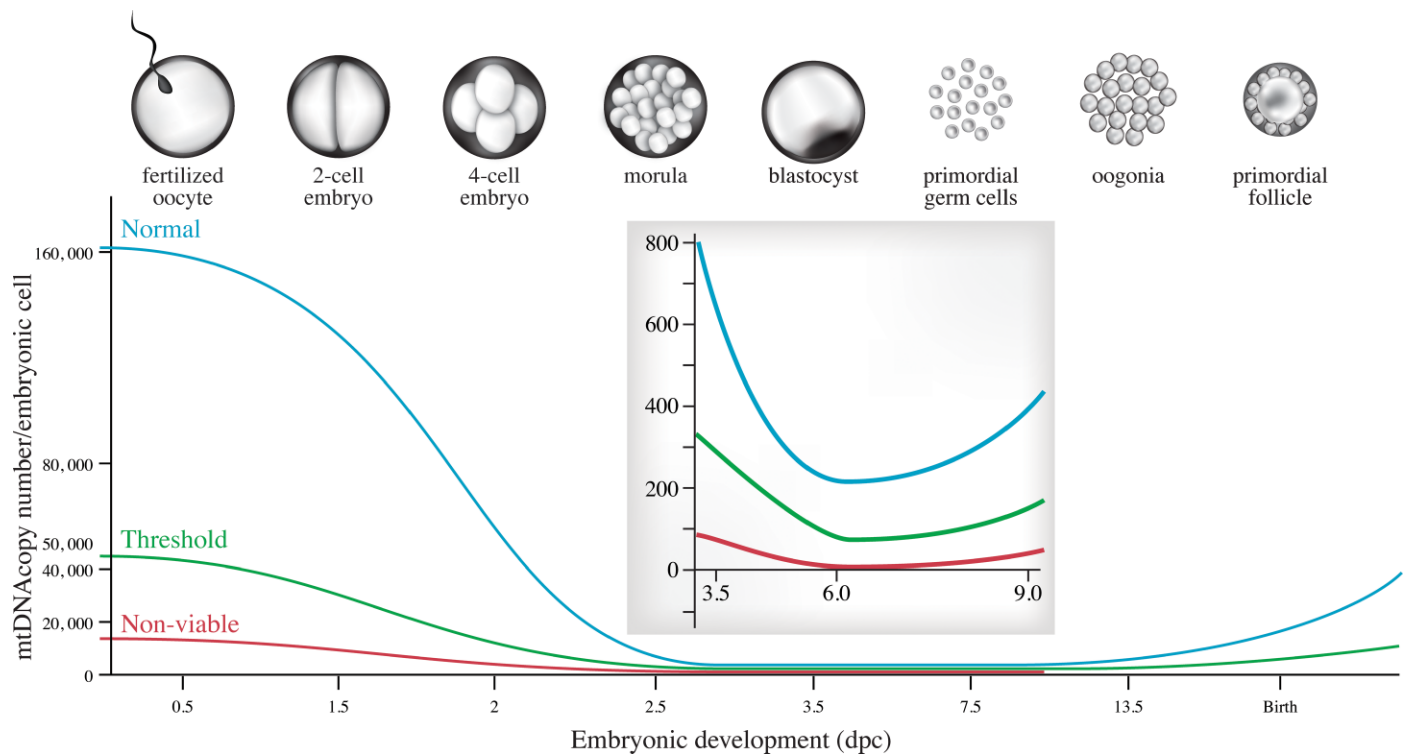 fertilized
oocyte
2-cell
embryo
4-cell
embryo
morula
blastocyst
primordial
germ cells
oogonia
primordial
follicle
mtDNAcopy number/embryonic cell
160, 000
80, 000
50, 000
40, 000
20, 000
0
Normal
Threshold
Non-viable
800
600
400
200
0
3.5
6.0
9.0
0.5
1.5
2
2.5
3.5
7.5
13.5
Birth
Embryonic development (dpc)